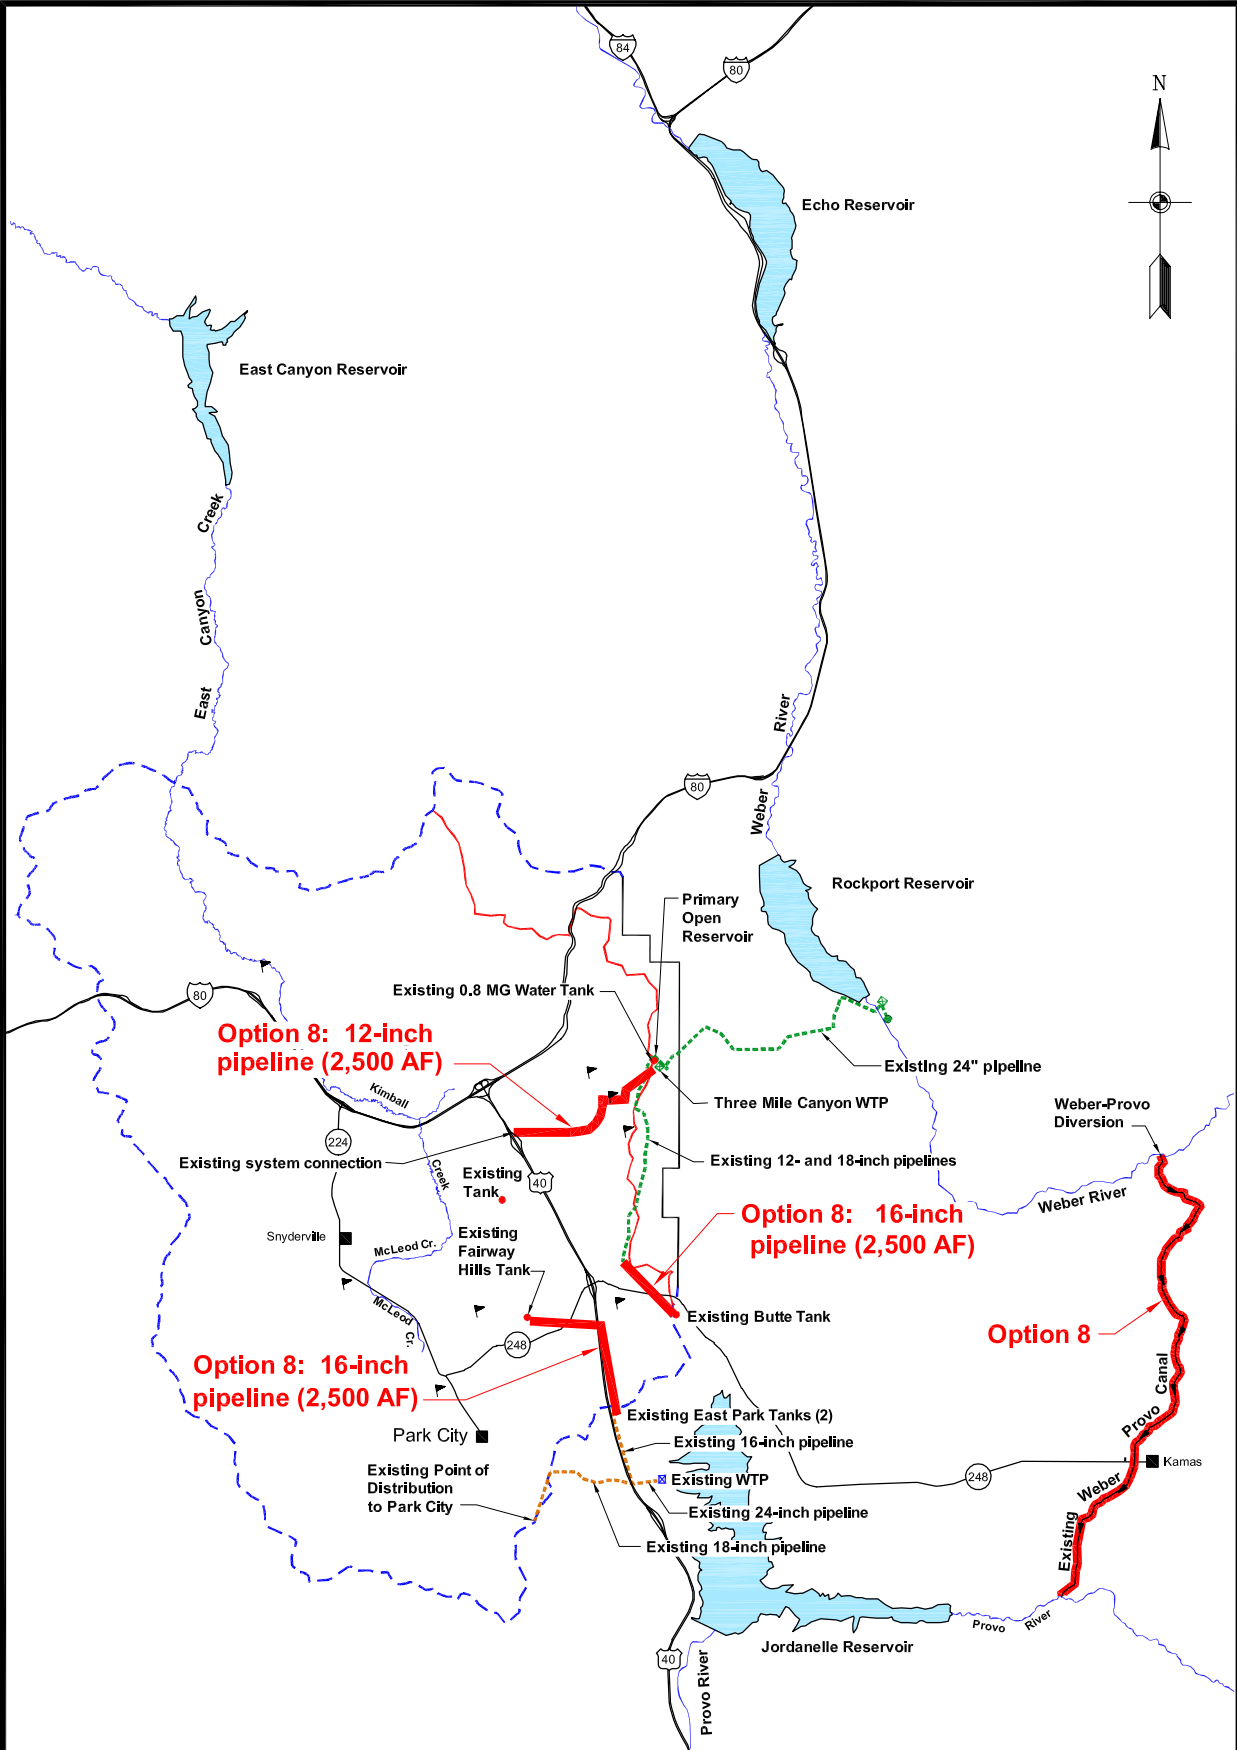 84
80
N
Echo Reservoir
East Canyon Reservoir
Creek
Canyon
East
River
Weber
80
Rockport Reservoir
Primary
Open
Reservoir
80
Existing 0.8 MG Water Tank
Option 8: 12-inch
pipeline (2,500 AF)
Existing 24" pipeline
Kimball
Three Mile Canyon WTP
Weber-Provo
Diversion
224
Existing system connection
Creek
Existing
Tank
40
Existing 12- and 18-inch pipelines
Weber River
Option 8: 16-inch
pipeline (2,500 AF)
Snyderville
McLeod Cr.
Existing
Fairway
Hills Tank
McLeod
Cr.
Existing Butte Tank
Option 8
248
Option 8: 16-inch
pipeline (2,500 AF)
Existing East Park Tanks (2)
Park City
Existing 16-inch pipeline
Existing Point of
Distribution
to Park City
Existing WTP
Existing 24-inch pipeline
Existing 18-inch pipeline
248
Kamas
Canal
Provo
Weber
Existing
Provo
River
Jordanelle Reservoir
40
Provo River